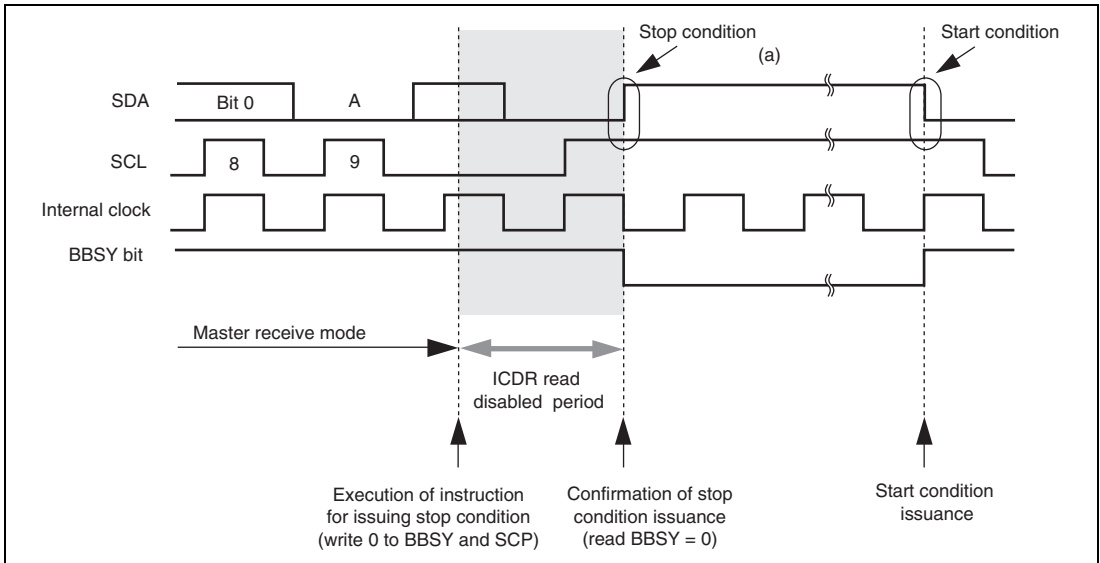 Stop condition
Start condition
(a)
SDA
Bit 0
A
SCL
8
9
Internal clock
BBSY bit
Master receive mode
ICDR read
disabled period
Execution of instruction
for issuing stop condition
(write 0 to BBSY and SCP)
Confirmation of stop
condition issuance
(read BBSY = 0)
Start condition
issuance